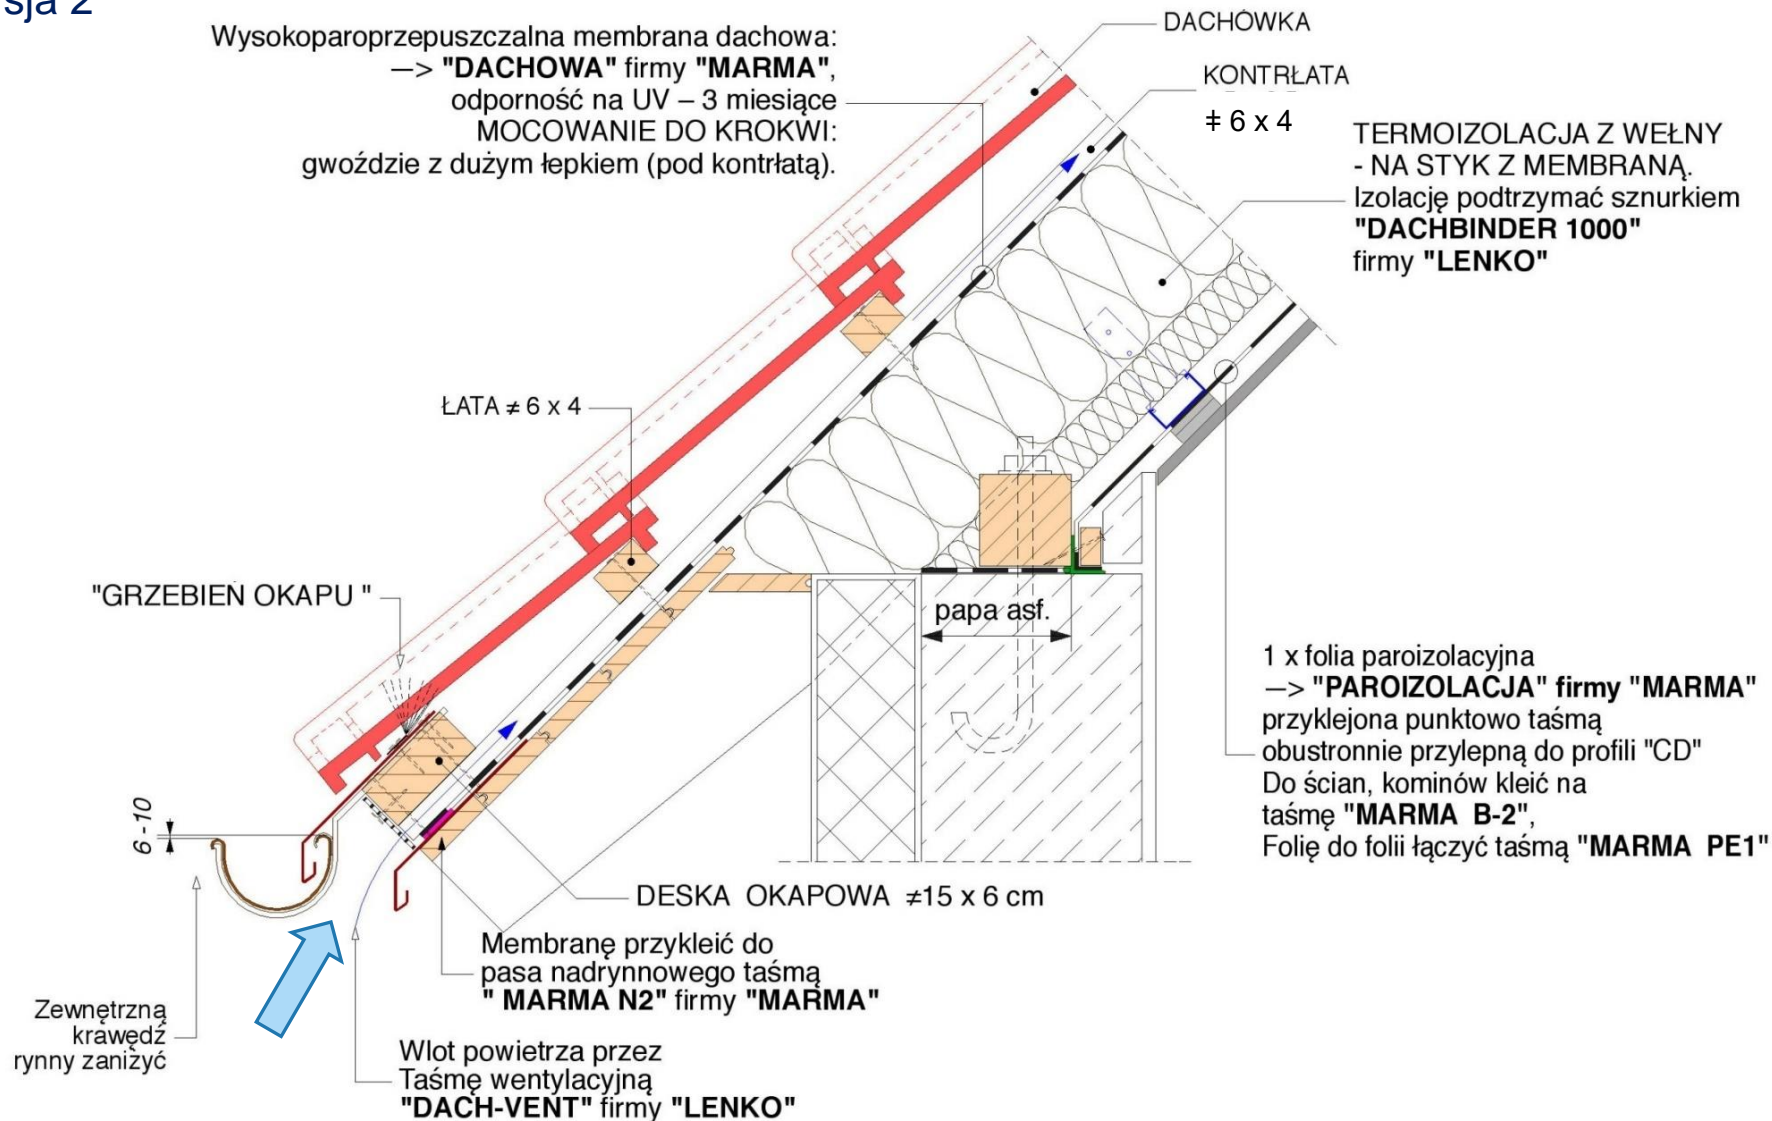 sja 2
Wysokoparoprzepuszczalna membrana dachowa:
—> "DACHOWA" firmy "MARMA",
odporność na UV – 3 miesiące
MOCOWANIE DO KROKWI:
gwoździe z dużym łepkiem (pod kontrłatą).
DACHÓWKA
KONTRŁATA
ǂ 6 x 4
TERMOIZOLACJA Z WEŁNY
- NA STYK Z MEMBRANĄ.
Izolację podtrzymać sznurkiem
"DACHBINDER 1000"
firmy "LENKO"
ŁATA ≠ 6 x 4
"GRZEBIEŃ OKAPU "
papa asf.
1 x folia paroizolacyjna
—> "PAROIZOLACJA" firmy "MARMA"
przyklejona punktowo taśmą
obustronnie przylepną do profili "CD"
Do ścian, kominów kleić na
taśmę "MARMA B-2",
Folię do folii łączyć taśmą "MARMA PE1"
6 -10
DESKA OKAPOWA ≠15 x 6 cm
Membranę przykleić do
pasa nadrynnowego taśmą
" MARMA N2" firmy "MARMA"
Zewnętrzną
krawędź
rynny zaniżyć
Wlot powietrza przez
Taśmę wentylacyjną
"DACH-VENT" firmy "LENKO"